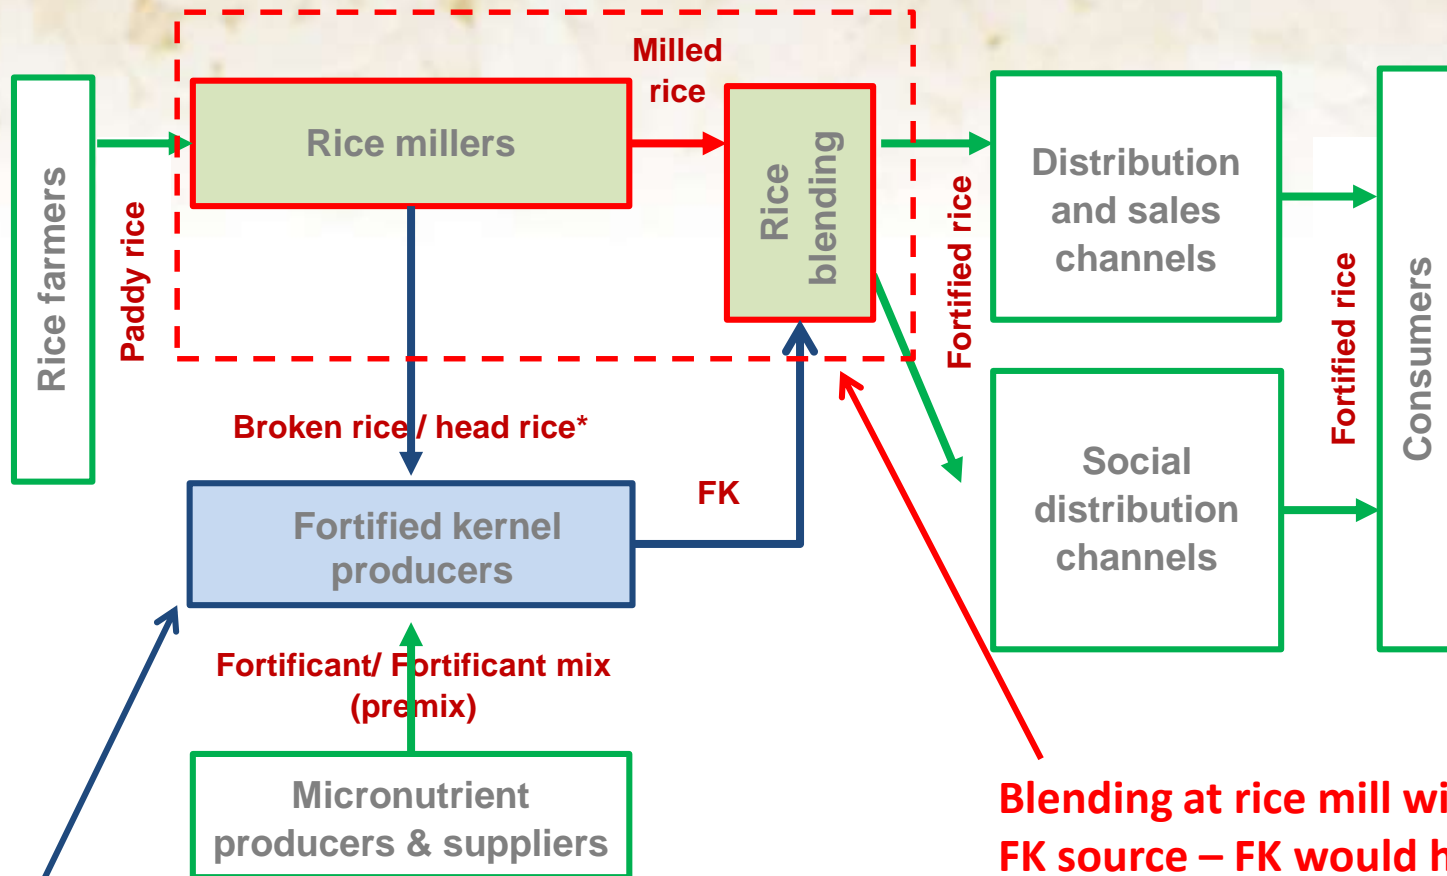 Milled
rice
Rice millers
Rice
blending
Distribution
and sales
channels
Rice farmers
Paddy rice
Fortified rice
Fortified rice
Consumers
Broken rice / head rice*
FK
Social
distribution
channels
Fortified kernel
producers
Fortificant/ Fortificant mix
(premix)
Micronutrient
producers & suppliers
Blending at rice mill wi
FK source – FK would h